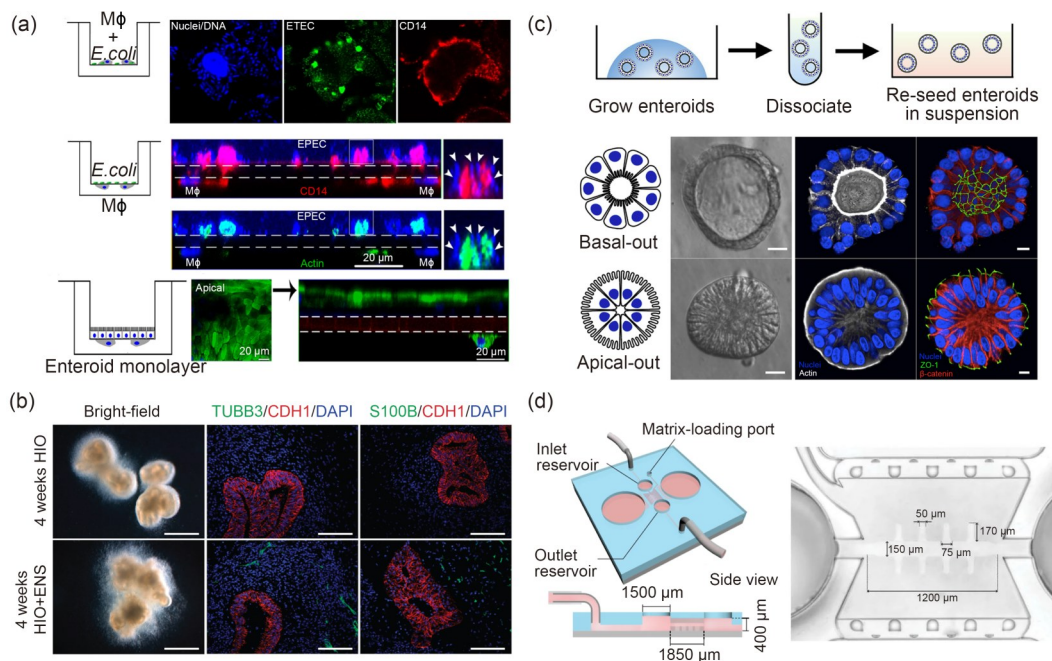 (a)
Mϕ
+
E.coli
Nuclei/DNA
ETEC
CD14
E.coli
Mϕ
EPEC
Mϕ
CD14
Mϕ
EPEC
Mϕ
Actin
20 μm
Mϕ
Enteroid monolayer
Apical
20 μm
20 μm
(b)
Bright-field
TUBB3/CDH1/DAPI
S100B/CDH1/DAPI
4 weeks HIO
4 weeks
HIO+ENS
(c)
Grow enteroids
Dissociate
Re-seed enteroids
in suspension
Basal-out
Apical-out
Nuclei
Actin
Nuclei
ZO-1
β-catenin
(d)
Matrix-loading port
Inlet
reservoir
Outlet
reservoir
Side view
1500 μm
400 μm
1850 μm
50 μm
170 μm
150 μm
75 μm
1200 μm